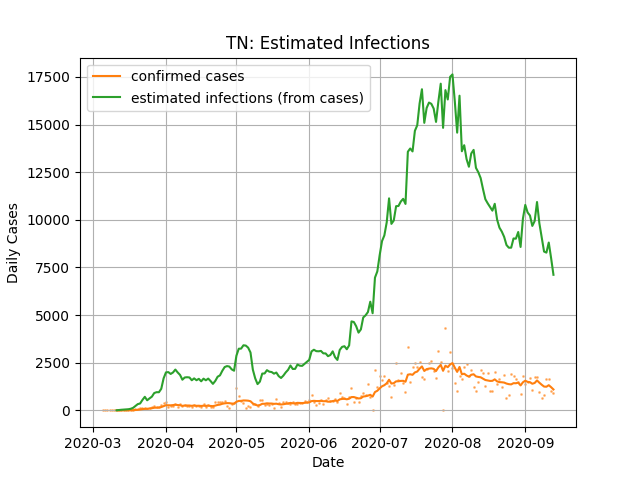 TN: Estimated Infections
confirmed cases
estimated infections (from cases)
17500
15000
12500
10000
7500
5000
2500
0
Daily Cases
2020-03 2020-04 2020-05 2020-06 2020-07 2020-08 2020-09
Date